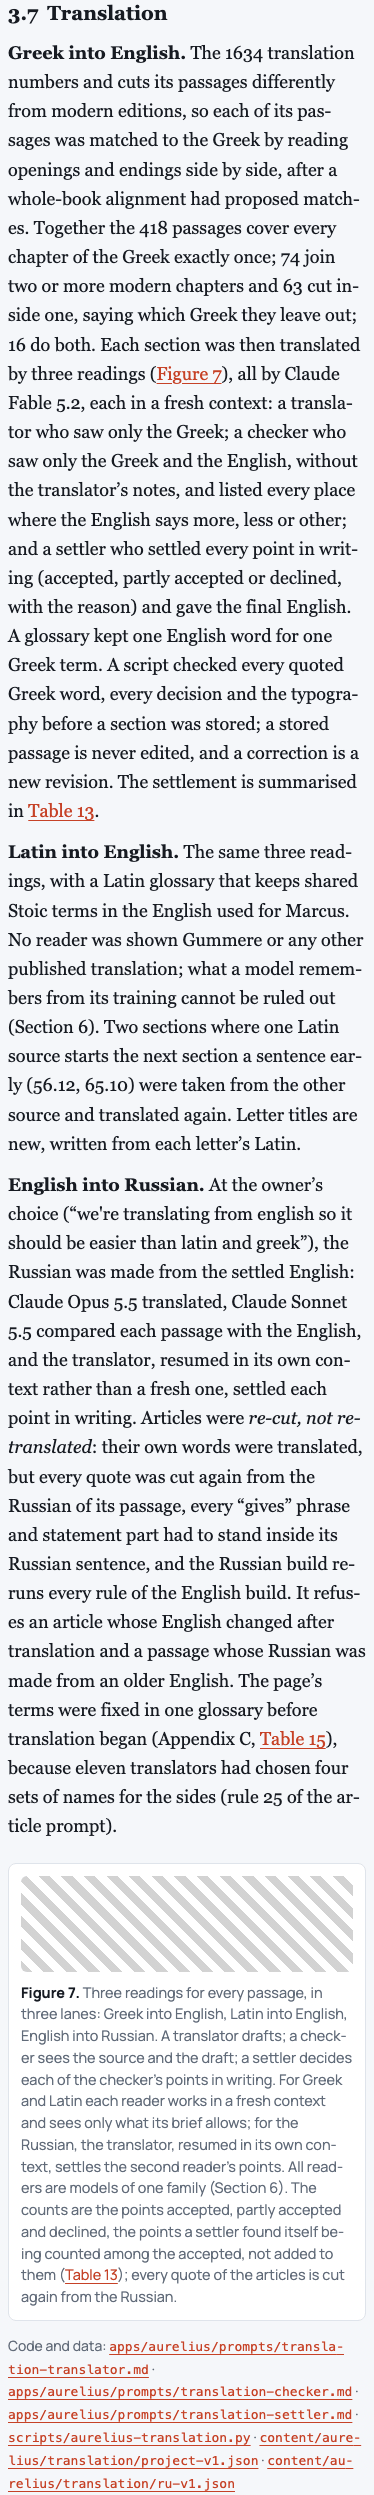 3.7 Translation
Greek into English. The 1634 translation
numbers and cuts its passages differently
from modern editions, so each of its pas-
sages was matched to the Greek by reading
openings and endings side by side, after a
whole-book alignment had proposed match-
es. Together the 418 passages cover every
chapter of the Greek exactly once; 74 join
two or more modern chapters and 63 cut in-
side one, saying which Greek they leave out;
16 do both. Each section was then translated
by three readings (Figure 7), all by Claude
Fable 5.2, each in a fresh context: a transla-
tor who saw only the Greek; a checker who
saw only the Greek and the English, without
the translator’s notes, and listed every place
where the English says more, less or other;
and a settler who settled every point in writ-
ing (accepted, partly accepted or declined,
with the reason) and gave the final English.
A glossary kept one English word for one
Greek term. A script checked every quoted
Greek word, every decision and the typogra-
phy before a section was stored; a stored
passage is never edited, and a correction is a
new revision. The settlement is summarised
in Table 13.
Latin into English. The same three read-
ings, with a Latin glossary that keeps shared
Stoic terms in the English used for Marcus.
No reader was shown Gummere or any other
published translation; what a model remem-
bers from its training cannot be ruled out
(Section 6). Two sections where one Latin
source starts the next section a sentence ear-
ly (56.12, 65.10) were taken from the other
source and translated again. Letter titles are
new, written from each letter’s Latin.
English into Russian. At the owner’s
choice (“we're translating from english so it
should be easier than latin and greek”), the
Russian was made from the settled English:
Claude Opus 5.5 translated, Claude Sonnet
5.5 compared each passage with the English,
and the translator, resumed in its own con-
text rather than a fresh one, settled each
point in writing. Articles were re-cut, not re-
translated: their own words were translated,
but every quote was cut again from the
Russian of its passage, every “gives” phrase
and statement part had to stand inside its
Russian sentence, and the Russian build re-
runs every rule of the English build. It refus-
es an article whose English changed after
translation and a passage whose Russian was
made from an older English. The page’s
terms were fixed in one glossary before
translation began (Appendix C, Table 15),
because eleven translators had chosen four
sets of names for the sides (rule 25 of the ar-
ticle prompt).
Figure 7. Three readings for every passage, in
three lanes: Greek into English, Latin into English,
English into Russian. A translator drafts; a check-
er sees the source and the draft; a settler decides
each of the checker’s points in writing. For Greek
and Latin each reader works in a fresh context
and sees only what its brief allows; for the
Russian, the translator, resumed in its own con-
text, settles the second reader’s points. All read-
ers are models of one family (Section 6). The
counts are the points accepted, partly accepted
and declined, the points a settler found itself be-
ing counted among the accepted, not added to
them (Table 13); every quote of the articles is cut
again from the Russian.
Code and data: apps/aurelius/prompts/transla-
tion-translator.md ·
apps/aurelius/prompts/translation-checker.md ·
apps/aurelius/prompts/translation-settler.md ·
scripts/aurelius-translation.py · content/aure-
lius/translation/project-v1.json · content/au-
relius/translation/ru-v1.json